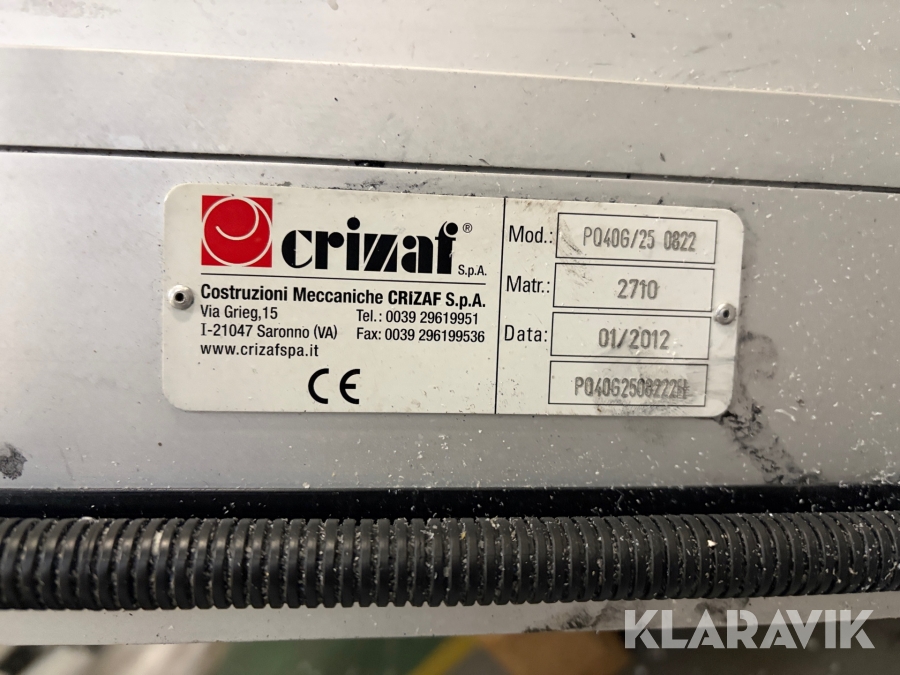 crizaf® S.p.A.
Costruzioni Meccaniche CRIZAF S.p.A.
Via Grieg,15 Tel.: 0039 29619951
I-21047 Saronno (VA) Fax: 0039 296199536
www.crizafspa.it
CE
Mod.: PQ40G/25 0822
Matr.: 2710
Data: 01/2012
KLARAVIK